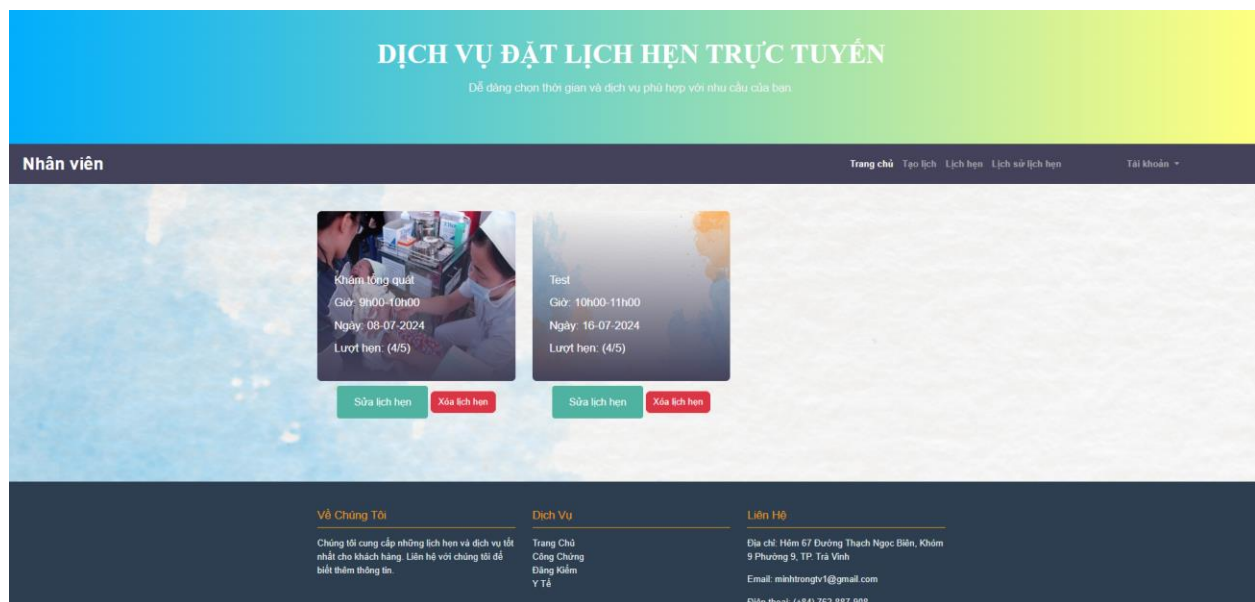 DỊCH VỤ ĐẶT LỊCH HẸN TRỰC TUYẾN
Dễ dàng chọn thời gian và dịch vụ phù hợp với nhu cầu của bạn
Nhân viên
Trang chủ Tạo lịch Lịch hẹn Lịch sử lịch hẹn Tài khoản
Khám tổng quát
Giờ: 9h00-10h00
Ngày: 08-07-2024
Lượt hẹn: (4/5)
Sửa lịch hẹn Xóa lịch hẹn
Test
Giờ: 10h00-11h00
Ngày: 16-07-2024
Lượt hẹn: (4/5)
Sửa lịch hẹn Xóa lịch hẹn
Về Chúng Tôi
Chúng tôi cung cấp những lịch hẹn và dịch vụ tốt
nhất cho khách hàng. Liên hệ với chúng tôi để
biết thêm thông tin.
Dịch Vụ
Trang Chủ
Công Chứng
Đăng Kiểm
Y Tế
Liên Hệ
Địa chỉ: Hẻm 67 Đường Thạch Ngọc Biên, Khóm
9 Phường 9, TP. Trà Vinh
Email: minhtrongtv1@gmail.com
Điện thoại: (+84) 762-887-908